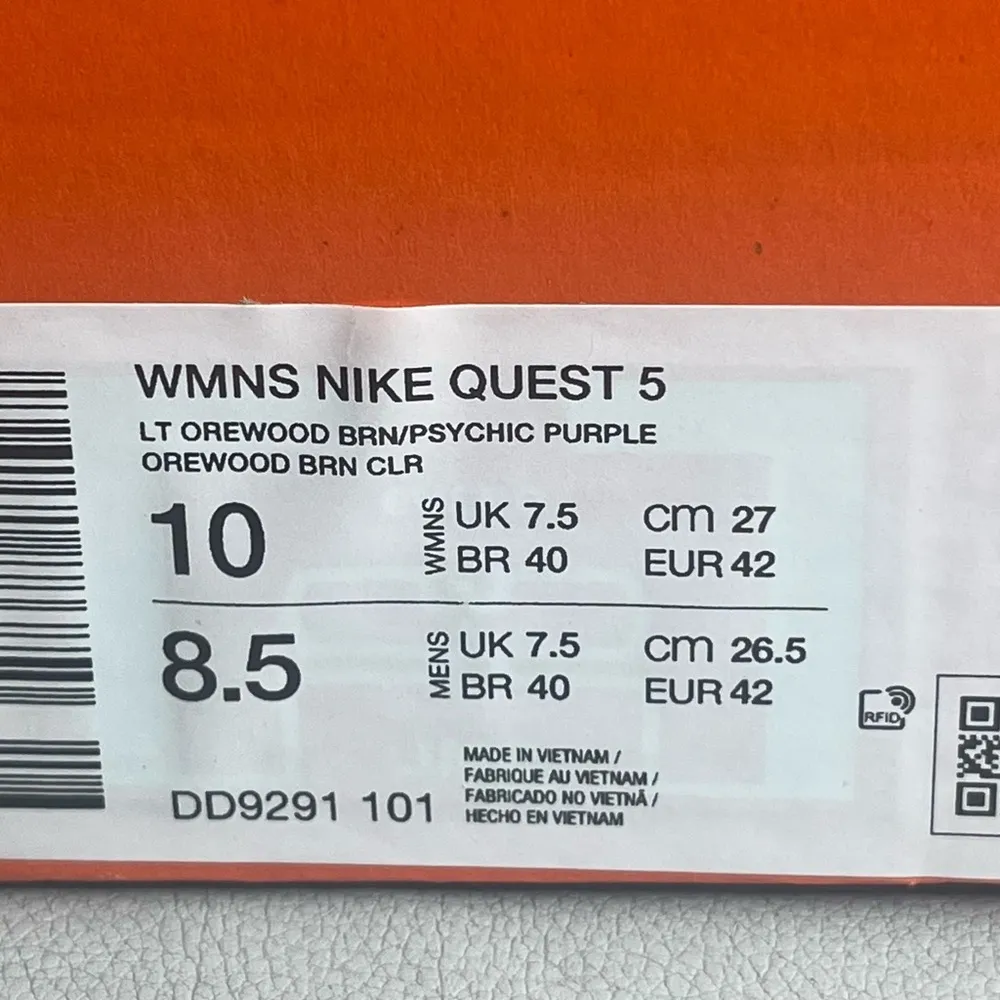 WMNS NIKE QUEST 5
LT OREWOOD BRN/PSYCHIC PURPLE
OREWOOD BRN CLR
10 WMNS UK 7.5 CM 27
BR 40 EUR 42
8.5 MENS UK 7.5 CM 26.5
BR 40 EUR 42
RFID
DD9291 101
MADE IN VIETNAM /
FABRIQUE AU VIETNAM /
FABRICADO NO VIETNÃ /
HECHO EN VIETNAM